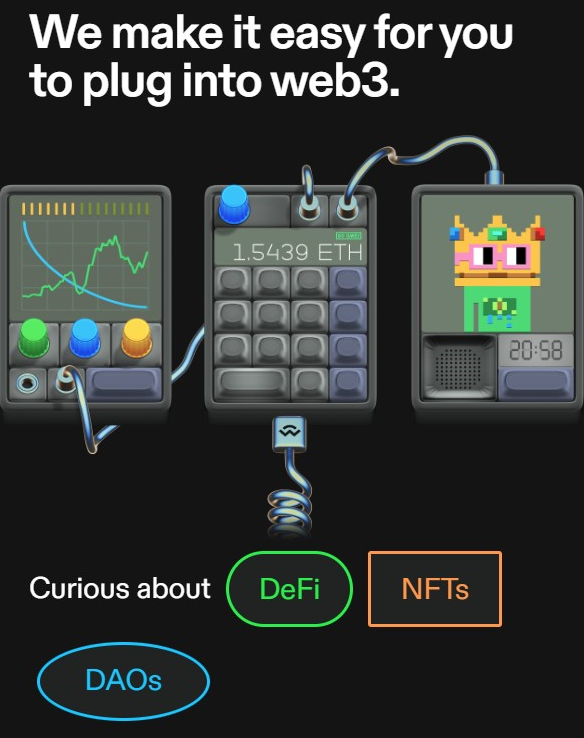 We make it easy for you
to plug into web3.
1.5439 ETH
20:58
Curious about DeFi NFTs
DAOs